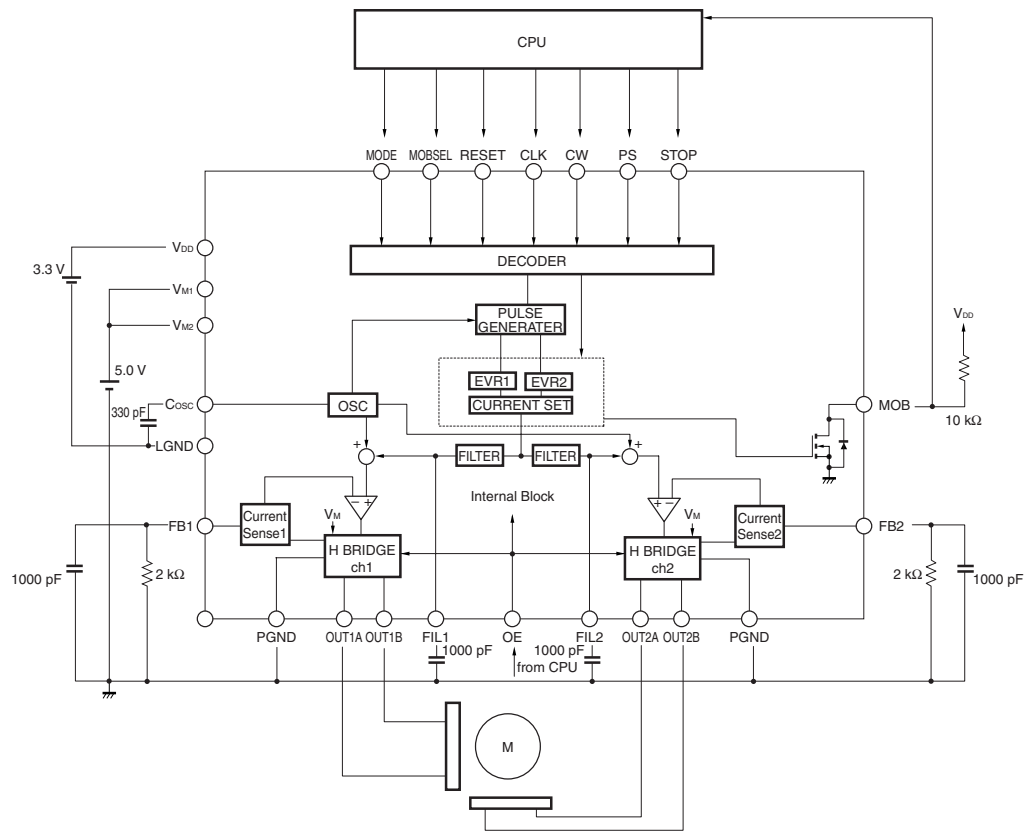 CPU
MODE MOBSEL RESET CLK CW PS STOP
VDD
3.3 V
VM1
VM2
5.0 V
COSC
330 pF
LGND
DECODER
PULSE
GENERATER
EVR1 EVR2
CURRENT SET
OSC
VDD
MOB
10 kΩ
+ FILTER FILTER +
Internal Block
− +
+ −
FB1
Current
Sense1
VM
H BRIDGE
ch1
VM
H BRIDGE
ch2
Current
Sense2
FB2
1000 pF
2 kΩ
2 kΩ
1000 pF
PGND OUT1A OUT1B FIL1 OE FIL2 OUT2A OUT2B PGND
1000 pF
1000 pF
from CPU
M